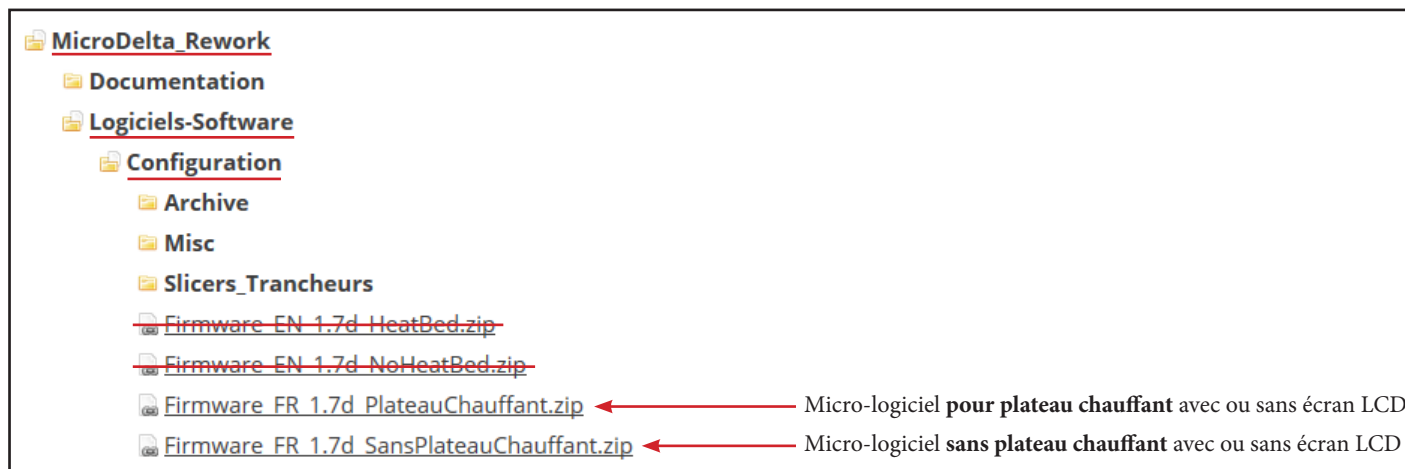 MicroDelta_Rework
Documentation
Logiciels-Software
Configuration
Archive
Misc
Slicers_Trancheurs
Firmware_EN_1.7d_HeatBed.zip
Firmware_EN_1.7d_NoHeatBed.zip
Firmware_FR_1.7d_PlateauChauffant.zip Micro-logiciel pour plateau chauffant avec ou sans écran LCD
Firmware_FR_1.7d_SansPlateauChauffant.zip Micro-logiciel sans plateau chauffant avec ou sans écran LCD